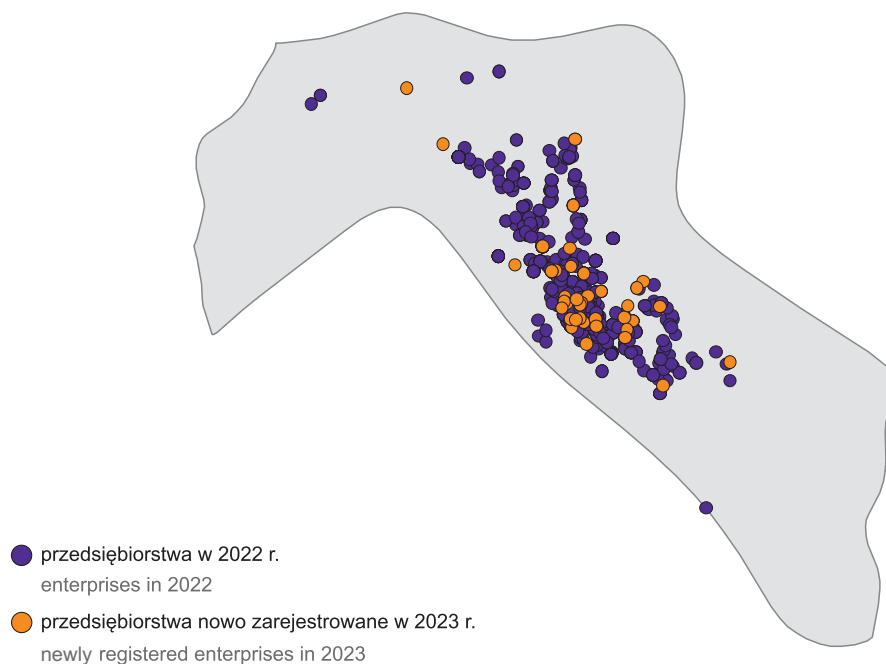 przedsiębiorstwa w 2022 r.
enterprises in 2022
przedsiębiorstwa nowo zarejestrowane w 2023 r.
newly registered enterprises in 2023